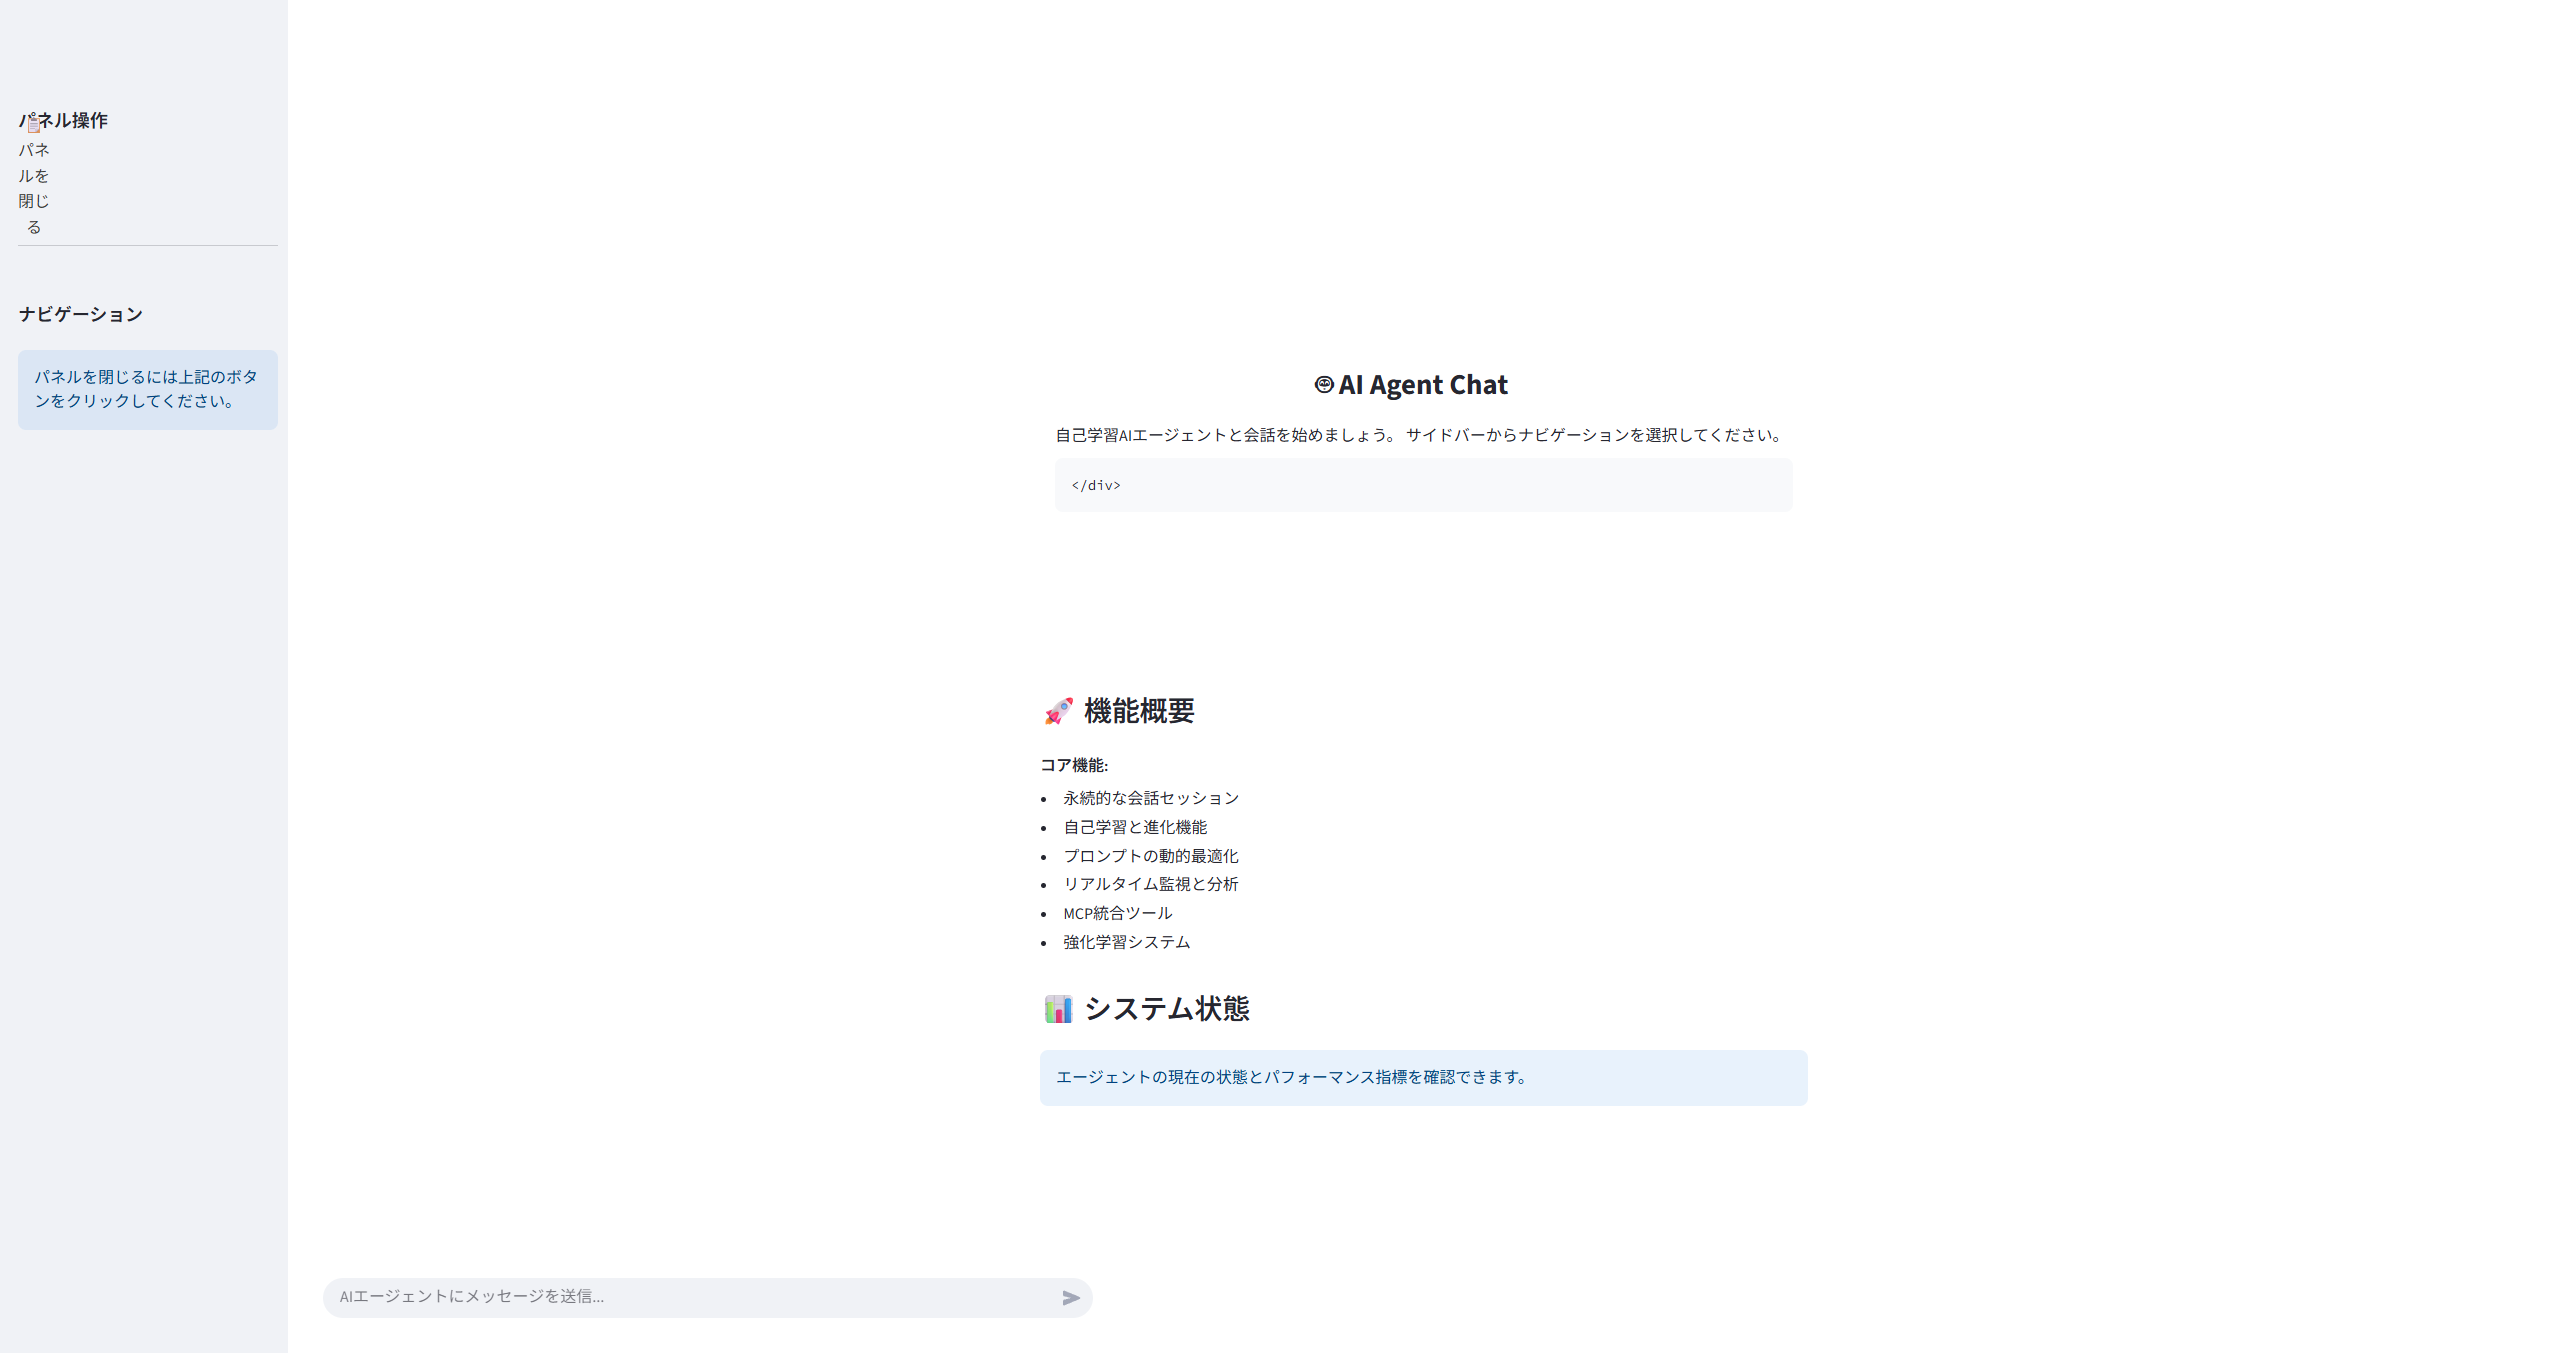 パネル操作
📋
パネ
ルを
閉じ
る
ナビゲーション
パネルを閉じるには上記のボタ
ンをクリックしてください。
AI Agent Chat
自己学習AIエージェントと会話を始めましょう。 サイドバーからナビゲーションを選択してください。
</div>
🚀 機能概要
コア機能:
• 永続的な会話セッション
• 自己学習と進化機能
• プロンプトの動的最適化
• リアルタイム監視と分析
• MCP統合ツール
• 強化学習システム
📊 システム状態
エージェントの現在の状態とパフォーマンス指標を確認できます。
AIエージェントにメッセージを送信...